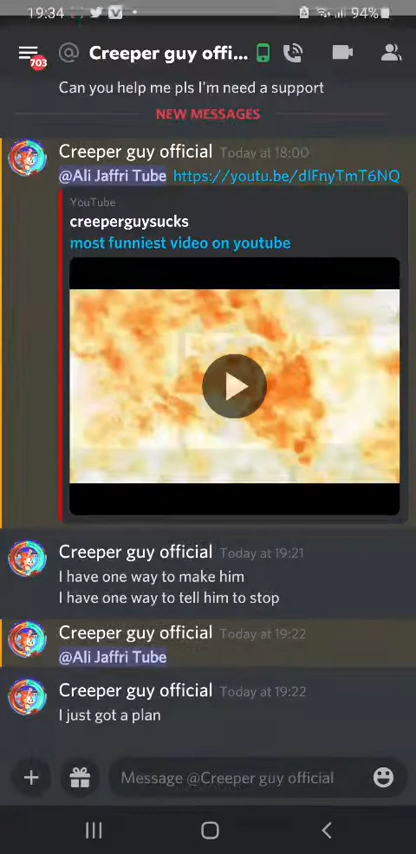 19:34
94%
703
@ Creeper guy offi...
Can you help me pls I'm need a support
NEW MESSAGES
Creeper guy official Today at 18:00
@Ali Jaffri Tube https://youtu.be/dlFnyTmT6NQ
YouTube
creeperguysucks
most funniest video on youtube
Creeper guy official Today at 19:21
I have one way to make him
I have one way to tell him to stop
Creeper guy official Today at 19:22
@Ali Jaffri Tube
Creeper guy official Today at 19:22
I just got a plan
Message @Creeper guy official